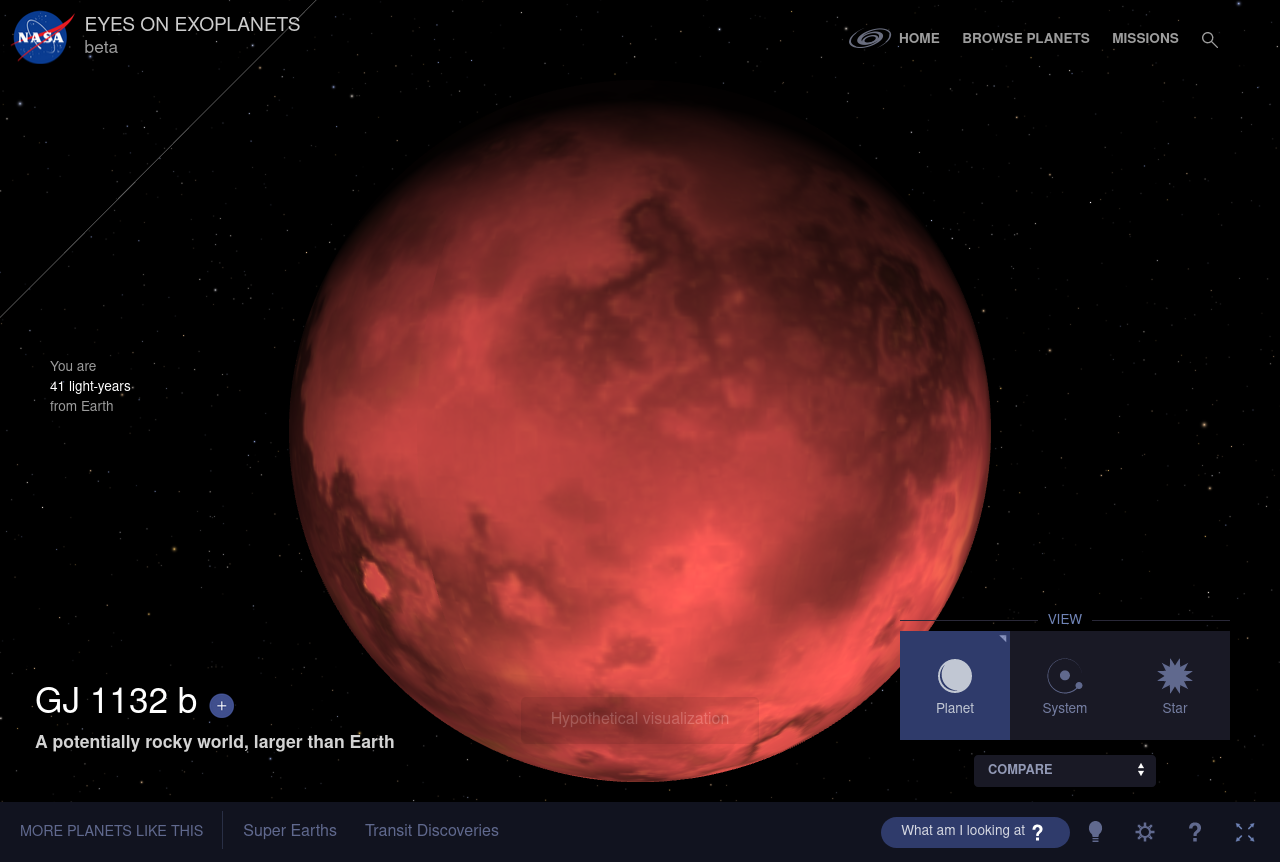 NASA
EYES ON EXOPLANETS
beta
HOME
BROWSE PLANETS
MISSIONS
You are
41 light-years
from Earth
VIEW
Planet
System
Star
GJ 1132 b +
A potentially rocky world, larger than Earth
Hypothetical visualization
COMPARE
MORE PLANETS LIKE THIS
Super Earths
Transit Discoveries
What am I looking at ?
?